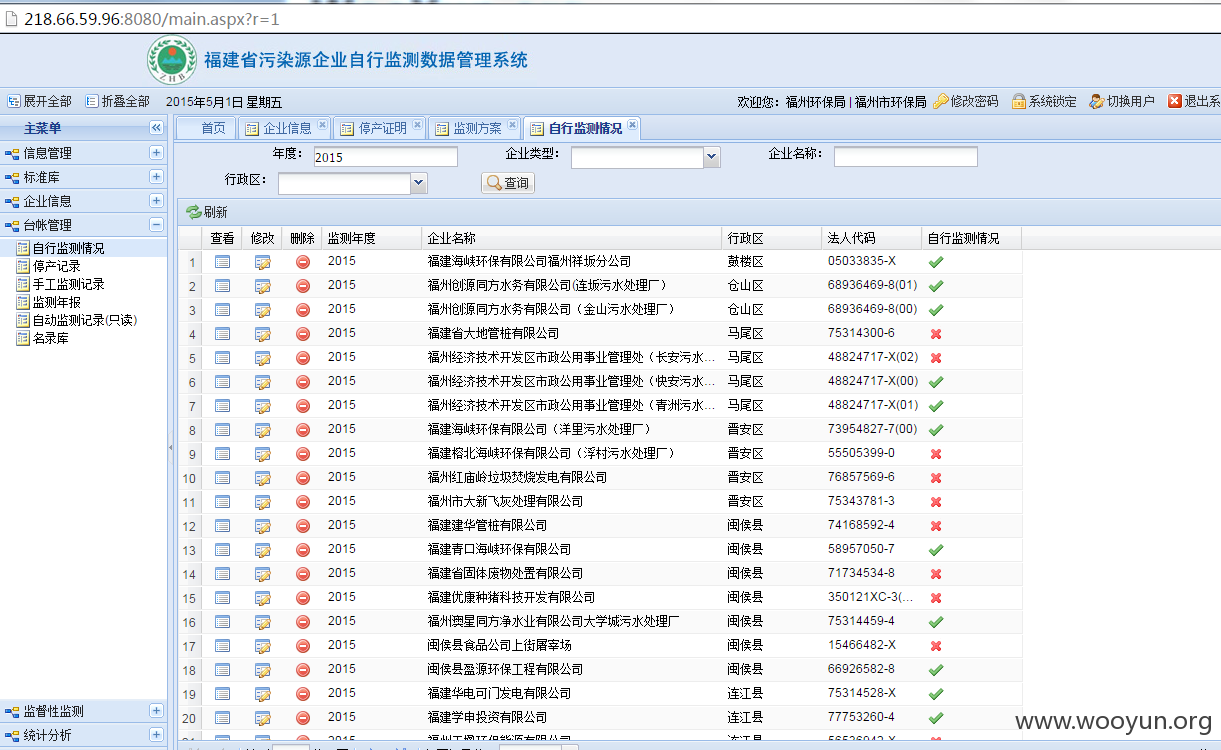 218.66.59.96:8080/main.aspx?r=1
福建省污染源企业自行监测数据管理系统
展开全部 折叠全部 2015年5月1日 星期五 欢迎您：福州环保局 | 福州市环保局 修改密码 系统锁定 切换用户 退出系
主菜单
信息管理
标准库
企业信息
台帐管理
自行监测情况
停产记录
手工监测记录
监测年报
自动监测记录(只读)
名录库
监督性监测
统计分析
首页 企业信息 停产证明 监测方案 自行监测情况
年度： 2015 企业类型： 企业名称：
行政区： 查询
刷新
查看 修改 删除 监测年度 企业名称 行政区 法人代码 自行监测情况
1 2015 福建海峡环保有限公司福州祥坂分公司 鼓楼区 05033835-X
2 2015 福州创源同方水务有限公司(连坂污水处理厂） 仓山区 68936469-8(01)
3 2015 福州创源同方水务有限公司（金山污水处理厂） 仓山区 68936469-8(00)
4 2015 福建省大地管桩有限公司 马尾区 75314300-6
5 2015 福州经济技术开发区市政公用事业管理处（长安污水... 马尾区 48824717-X(02)
6 2015 福州经济技术开发区市政公用事业管理处（快安污水... 马尾区 48824717-X(00)
7 2015 福州经济技术开发区市政公用事业管理处（青洲污水... 马尾区 48824717-X(01)
8 2015 福建海峡环保有限公司（洋里污水处理厂） 晋安区 73954827-7(00)
9 2015 福建榕北海峡环保有限公司（浮村污水处理厂） 晋安区 55505399-0
10 2015 福州红庙岭垃圾焚烧发电有限公司 晋安区 76857569-6
11 2015 福州市大新飞灰处理有限公司 晋安区 75343781-3
12 2015 福建建华管桩有限公司 闽侯县 74168592-4
13 2015 福建青口海峡环保有限公司 闽侯县 58957050-7
14 2015 福建省固体废物处置有限公司 闽侯县 71734534-8
15 2015 福建优康种猪科技开发有限公司 闽侯县 350121XC-3(...
16 2015 福州澳星同方净水业有限公司大学城污水处理厂 闽侯县 75314459-4
17 2015 闽侯县食品公司上街屠宰场 闽侯县 15466482-X
18 2015 闽侯县盈源环保工程有限公司 闽侯县 66926582-8
19 2015 福建华电可门发电有限公司 连江县 75314528-X
20 2015 福建学申投资有限公司 连江县 77753260-4
www.wooyun.org